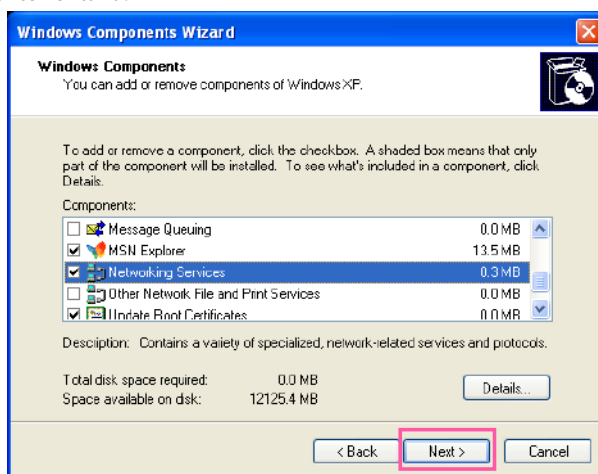 Windows Components Wizard
Windows Components
You can add or remove components of Windows XP.
To add or remove a component, click the checkbox. A shaded box means that only
part of the component will be installed. To see what's included in a component, click
Details.
Components:
Message Queuing 0.0 MB
MSN Explorer 13.5 MB
Networking Services 0.3 MB
Other Network File and Print Services 0.0 MB
Update Root Certificates 0.0 MB
Description: Contains a variety of specialized, network-related services and protocols.
Total disk space required: 0.0 MB
Space available on disk: 12125.4 MB
Details...
< Back Next > Cancel